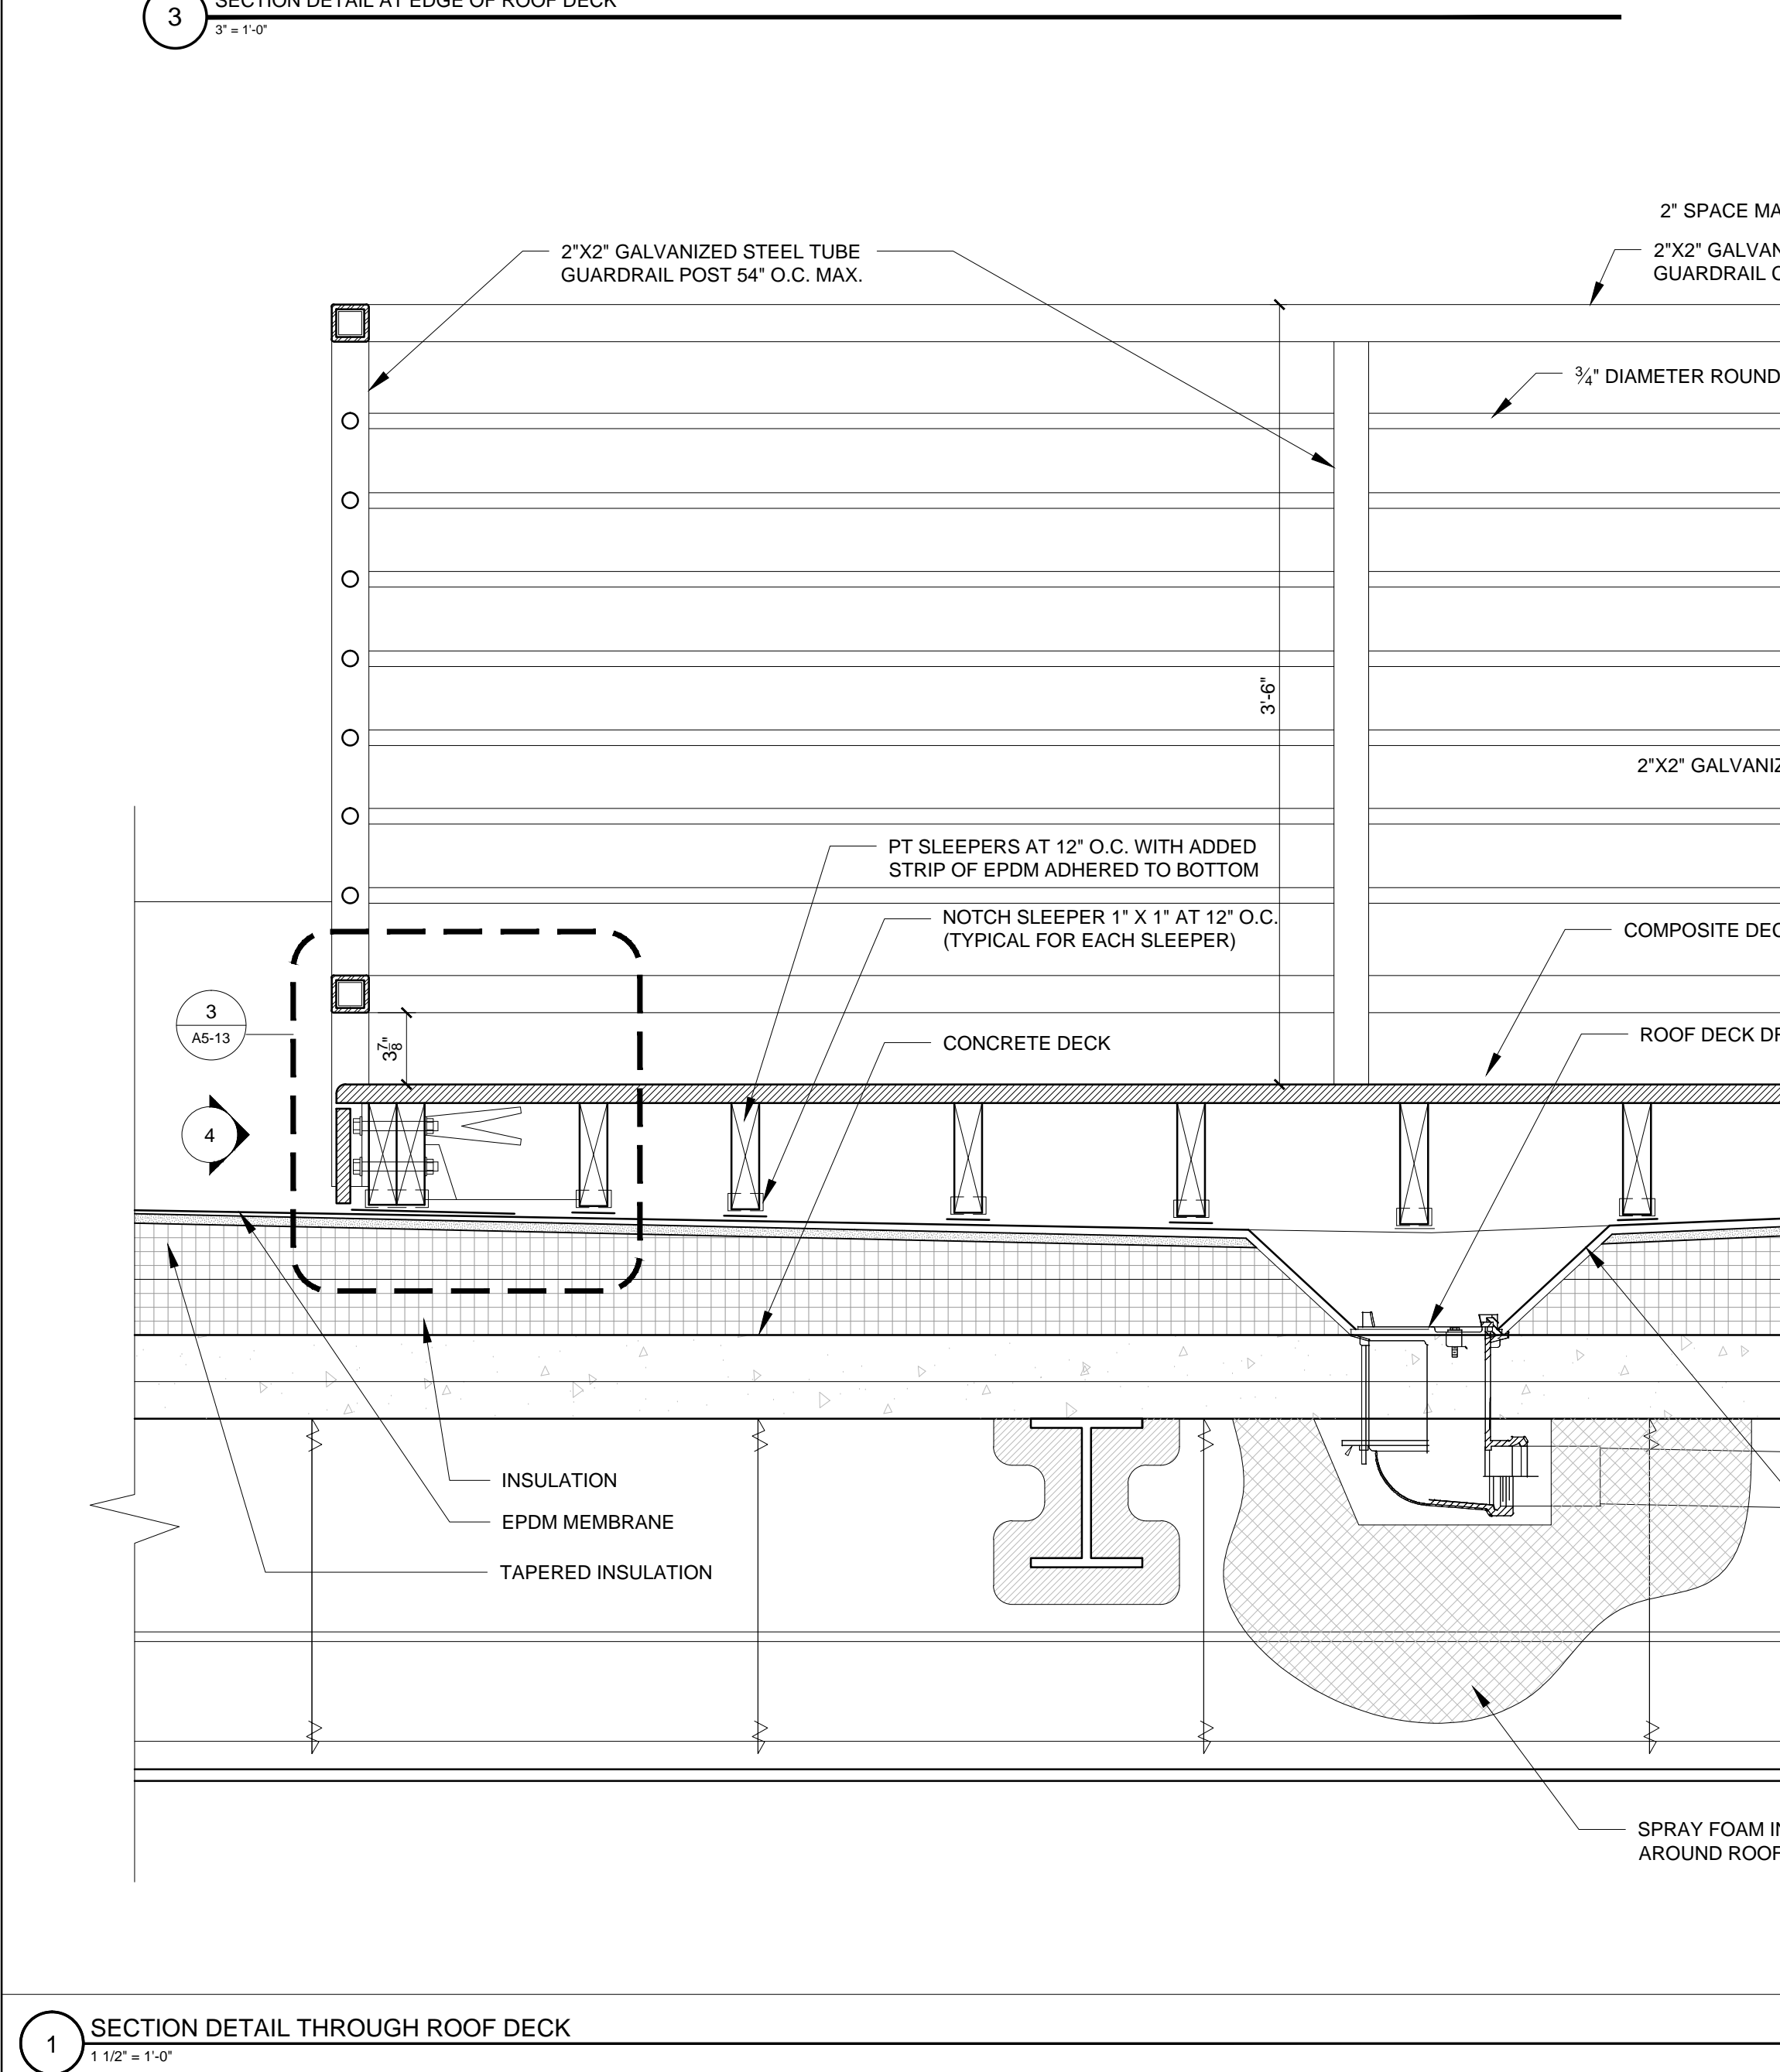 3
SECTION DETAIL AT EDGE OF ROOF DECK
3" = 1'-0"
2" SPACE MA
2"X2" GALVANIZED STEEL TUBE
GUARDRAIL POST 54" O.C. MAX.
2"X2" GALVAN
GUARDRAIL
3/4" DIAMETER ROUND
3'-6"
2"X2" GALVANIZ
PT SLEEPERS AT 12" O.C. WITH ADDED
STRIP OF EPDM ADHERED TO BOTTOM
NOTCH SLEEPER 1" X 1" AT 12" O.C.
(TYPICAL FOR EACH SLEEPER)
COMPOSITE DEC
3
A5-13
3 7/8"
CONCRETE DECK
ROOF DECK DR
4
INSULATION
EPDM MEMBRANE
TAPERED INSULATION
SPRAY FOAM IN
AROUND ROOF
1
SECTION DETAIL THROUGH ROOF DECK
1 1/2" = 1'-0"